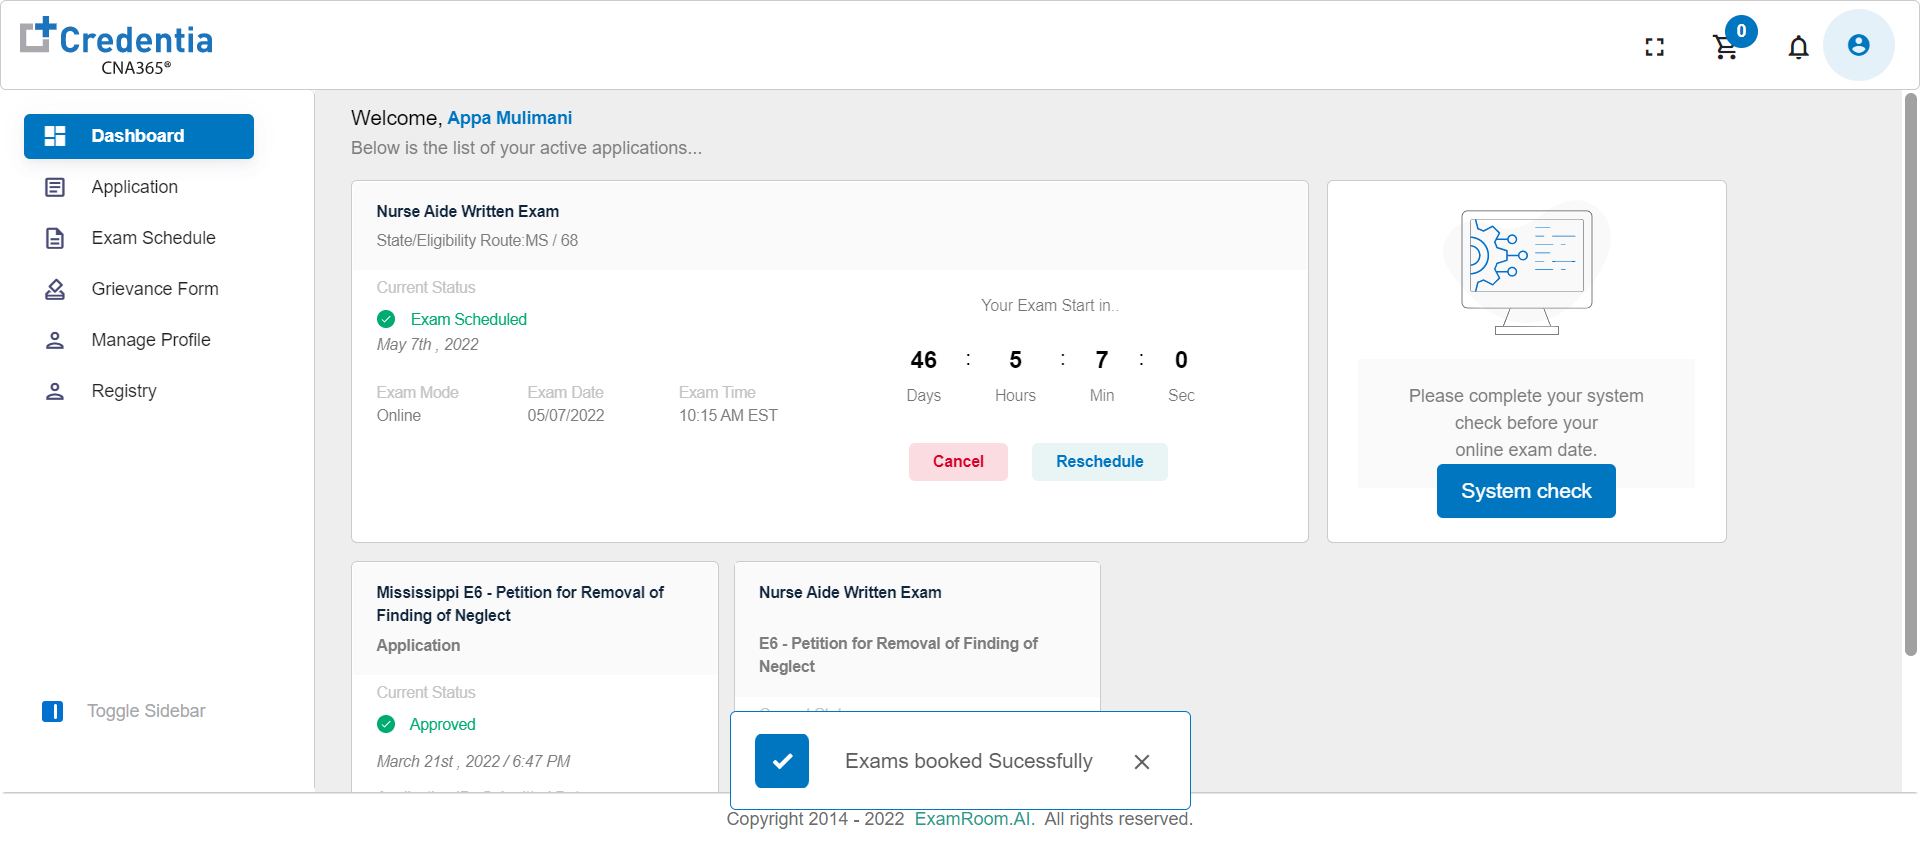 Credentia
CNA365®
0
Dashboard
Application
Exam Schedule
Grievance Form
Manage Profile
Registry
Toggle Sidebar
Welcome, Appa Mulimani
Below is the list of your active applications...
Nurse Aide Written Exam
State/Eligibility Route:MS / 68
Current Status
Exam Scheduled
May 7th , 2022
Exam Mode Exam Date Exam Time
Online 05/07/2022 10:15 AM EST
Your Exam Start in..
46 : 5 : 7 : 0
Days Hours Min Sec
Cancel Reschedule
Please complete your system
check before your
online exam date.
System check
Mississippi E6 - Petition for Removal of
Finding of Neglect
Application
Current Status
Approved
March 21st , 2022 / 6:47 PM
Nurse Aide Written Exam
E6 - Petition for Removal of Finding of
Neglect
Exams booked Sucessfully
Copyright 2014 - 2022 ExamRoom.AI. All rights reserved.